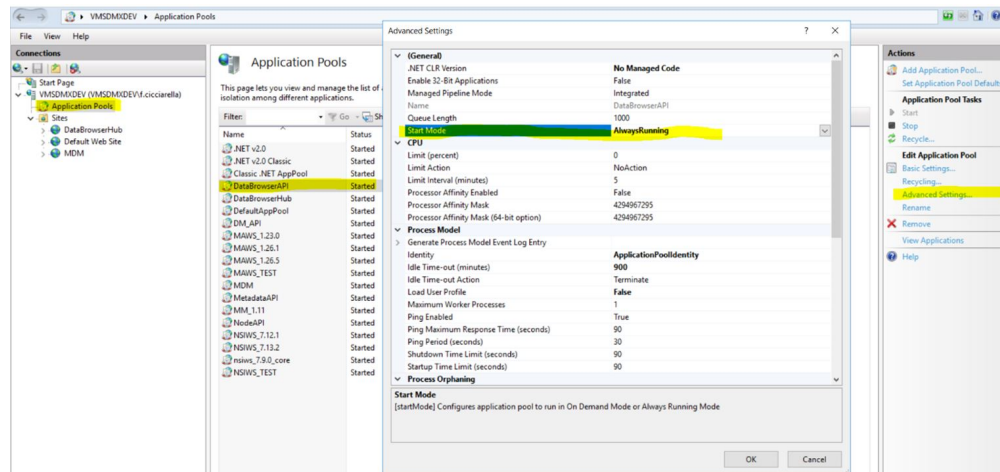 VMSDMXDEV ▸ Application Pools
File View Help
Connections
Start Page
VMSDMXDEV (VMSDMXDEV\f.cicciarella)
Application Pools
Sites
DataBrowserHub
Default Web Site
MDM
Application Pools
This page lets you view and manage the list of
isolation among different applications.
Filter: Go Sh
Name Status
.NET v2.0 Started
.NET v2.0 Classic Started
Classic .NET AppPool Started
DataBrowserAPI Started
DataBrowserHub Started
DefaultAppPool Started
DM_API Started
MAWS_1.23.0 Started
MAWS_1.26.1 Started
MAWS_1.26.5 Started
MAWS_TEST Started
MDM Started
MetadataAPI Started
MM_1.11 Started
NodeAPI Started
NSIWS_7.12.1 Started
NSIWS_7.13.2 Started
nsiws_7.9.0_core Started
NSIWS_TEST Started
Advanced Settings ? ×
(General)
.NET CLR Version No Managed Code
Enable 32-Bit Applications False
Managed Pipeline Mode Integrated
Name DataBrowserAPI
Queue Length 1000
Start Mode AlwaysRunning
CPU
Limit (percent) 0
Limit Action NoAction
Limit Interval (minutes) 5
Processor Affinity Enabled False
Processor Affinity Mask 4294967295
Processor Affinity Mask (64-bit option) 4294967295
Process Model
Generate Process Model Event Log Entry
Identity ApplicationPoolIdentity
Idle Time-out (minutes) 900
Idle Time-out Action Terminate
Load User Profile False
Maximum Worker Processes 1
Ping Enabled True
Ping Maximum Response Time (seconds) 90
Ping Period (seconds) 30
Shutdown Time Limit (seconds) 90
Startup Time Limit (seconds) 90
Process Orphaning
Start Mode
[startMode] Configures application pool to run in On Demand Mode or Always Running Mode
OK Cancel
Actions
Add Application Pool...
Set Application Pool Defaults
Application Pool Tasks
Start
Stop
Recycle...
Edit Application Pool
Basic Settings...
Recycling...
Advanced Settings...
Rename
Remove
View Applications
Help